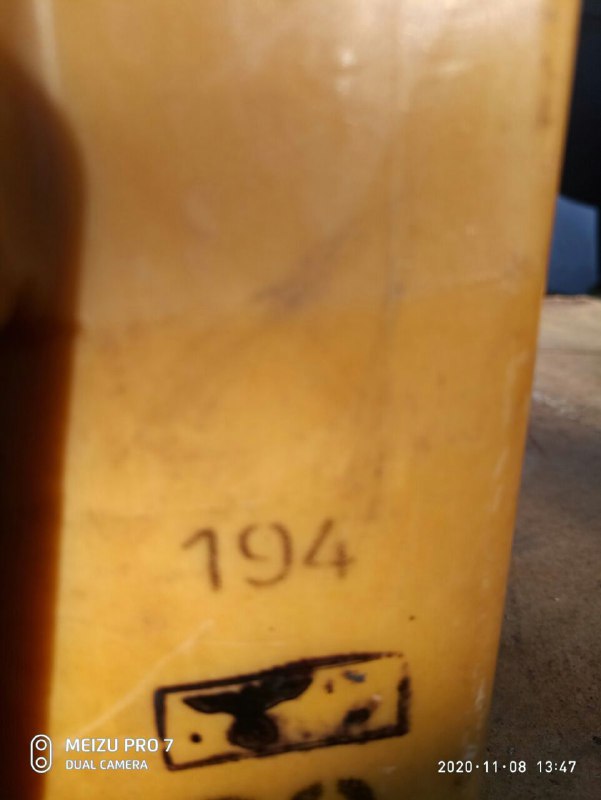 194
MEIZU PRO 7
DUAL CAMERA
2020·11·08 13:47